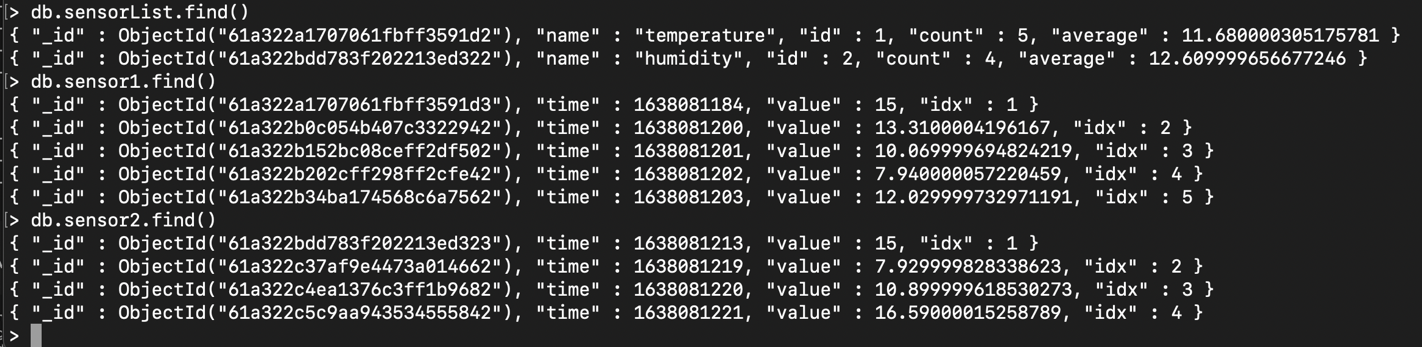 > db.sensorList.find()
{ "_id" : ObjectId("61a322a1707061fbff3591d2"), "name" : "temperature", "id" : 1, "count" : 5, "average" : 11.680000305175781 }
{ "_id" : ObjectId("61a322bdd783f202213ed322"), "name" : "humidity", "id" : 2, "count" : 4, "average" : 12.609999656677246 }
> db.sensor1.find()
{ "_id" : ObjectId("61a322a1707061fbff3591d3"), "time" : 1638081184, "value" : 15, "idx" : 1 }
{ "_id" : ObjectId("61a322b0c054b407c3322942"), "time" : 1638081200, "value" : 13.3100004196167, "idx" : 2 }
{ "_id" : ObjectId("61a322b152bc08ceff2df502"), "time" : 1638081201, "value" : 10.069999694824219, "idx" : 3 }
{ "_id" : ObjectId("61a322b202cff298ff2cfe42"), "time" : 1638081202, "value" : 7.940000057220459, "idx" : 4 }
{ "_id" : ObjectId("61a322b34ba174568c6a7562"), "time" : 1638081203, "value" : 12.029999732971191, "idx" : 5 }
> db.sensor2.find()
{ "_id" : ObjectId("61a322bdd783f202213ed323"), "time" : 1638081213, "value" : 15, "idx" : 1 }
{ "_id" : ObjectId("61a322c37af9e4473a014662"), "time" : 1638081219, "value" : 7.929999828338623, "idx" : 2 }
{ "_id" : ObjectId("61a322c4ea1376c3ff1b9682"), "time" : 1638081220, "value" : 10.899999618530273, "idx" : 3 }
{ "_id" : ObjectId("61a322c5c9aa943534555842"), "time" : 1638081221, "value" : 16.59000015258789, "idx" : 4 }
>